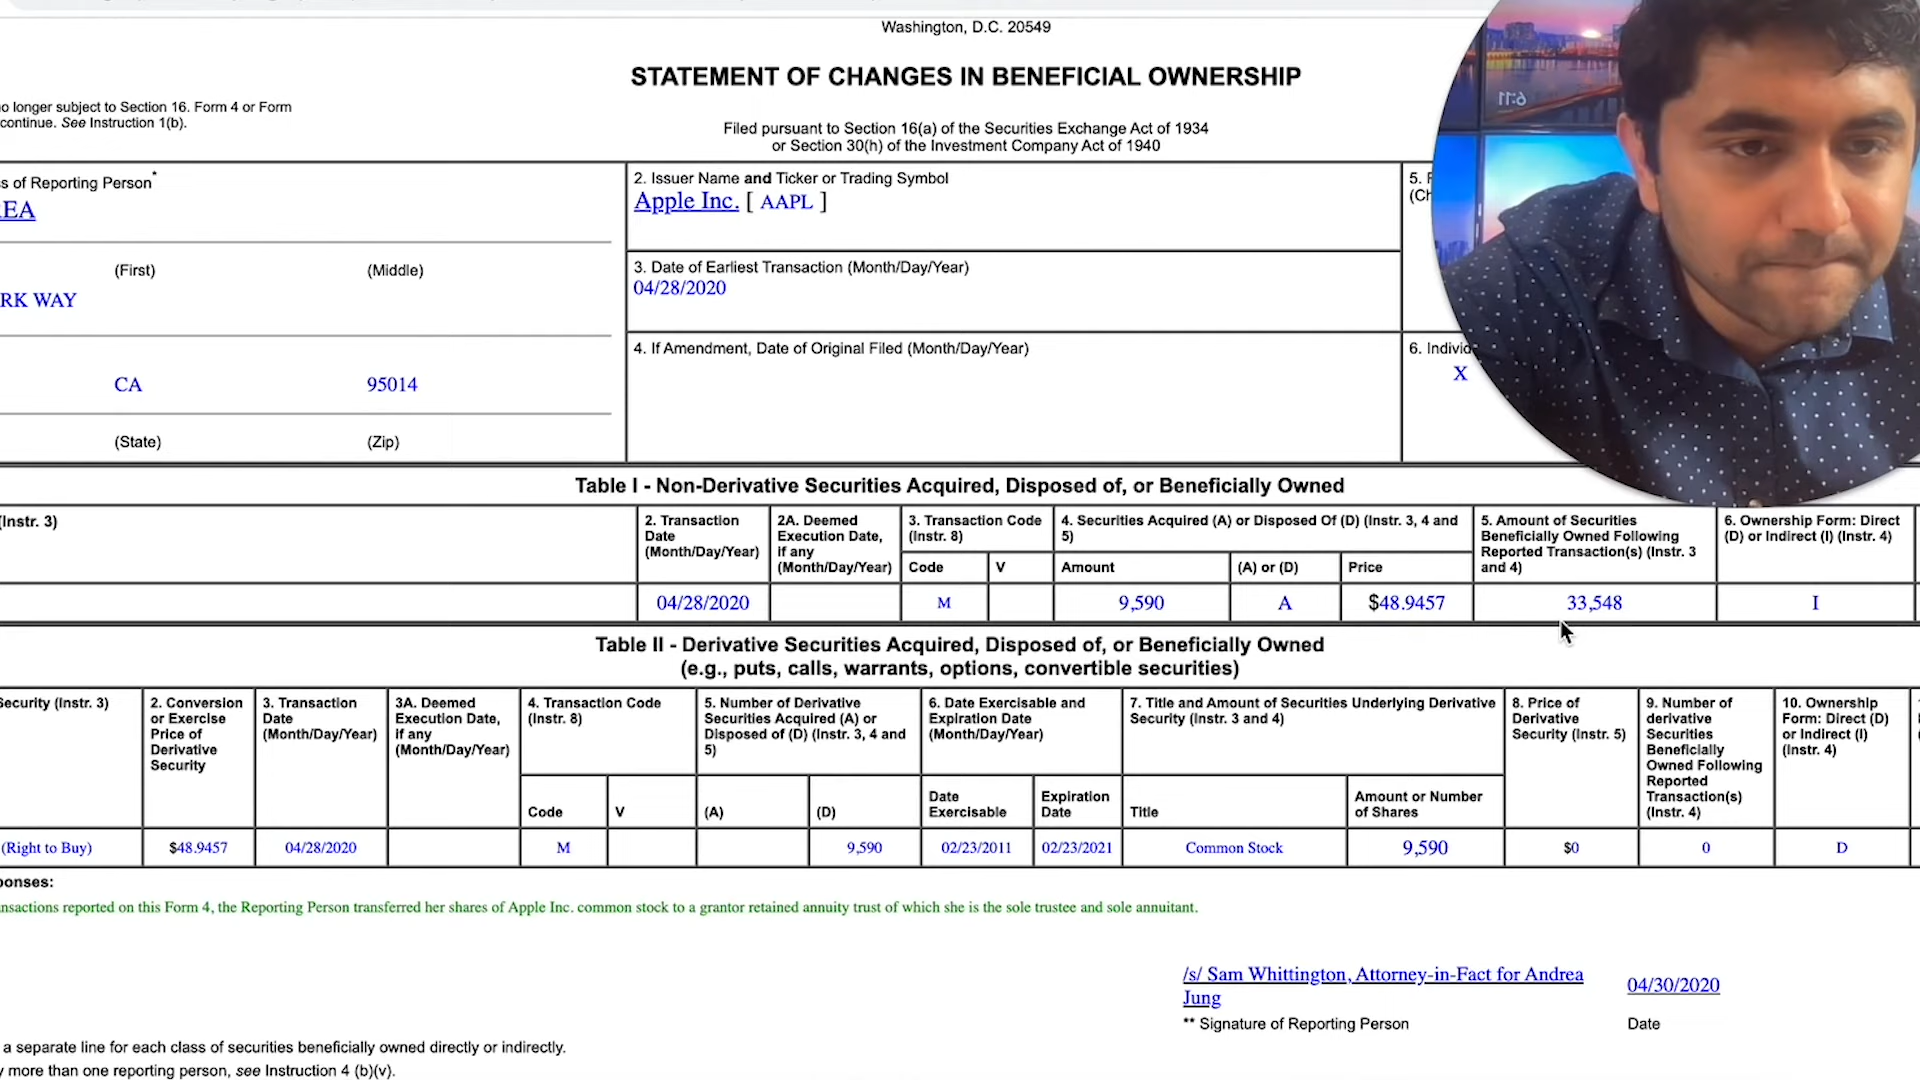 Washington, D.C. 20549
STATEMENT OF CHANGES IN BENEFICIAL OWNERSHIP
o longer subject to Section 16. Form 4 or Form
continue. See Instruction 1(b).
Filed pursuant to Section 16(a) of the Securities Exchange Act of 1934
or Section 30(h) of the Investment Company Act of 1940
s of Reporting Person*
EA
(First) (Middle)
RK WAY
CA 95014
(State) (Zip)
2. Issuer Name and Ticker or Trading Symbol
Apple Inc. [ AAPL ]
3. Date of Earliest Transaction (Month/Day/Year)
04/28/2020
4. If Amendment, Date of Original Filed (Month/Day/Year)
5.
6. Individ
X
Table I - Non-Derivative Securities Acquired, Disposed of, or Beneficially Owned
(Instr. 3)
2. Transaction
Date
(Month/Day/Year)
2A. Deemed
Execution Date,
if any
(Month/Day/Year)
3. Transaction Code
(Instr. 8)
4. Securities Acquired (A) or Disposed Of (D) (Instr. 3, 4 and
5)
5. Amount of Securities
Beneficially Owned Following
Reported Transaction(s) (Instr. 3
and 4)
6. Ownership Form: Direct
(D) or Indirect (I) (Instr. 4)
Code V Amount (A) or (D) Price
04/28/2020 M 9,590 A $48.9457 33,548 I
Table II - Derivative Securities Acquired, Disposed of, or Beneficially Owned
(e.g., puts, calls, warrants, options, convertible securities)
Security (Instr. 3)
2. Conversion
or Exercise
Price of
Derivative
Security
3. Transaction
Date
(Month/Day/Year)
3A. Deemed
Execution Date,
if any
(Month/Day/Year)
4. Transaction Code
(Instr. 8)
5. Number of Derivative
Securities Acquired (A) or
Disposed of (D) (Instr. 3, 4 and
5)
6. Date Exercisable and
Expiration Date
(Month/Day/Year)
7. Title and Amount of Securities Underlying Derivative
Security (Instr. 3 and 4)
8. Price of
Derivative
Security (Instr. 5)
9. Number of
derivative
Securities
Beneficially
Owned Following
Reported
Transaction(s)
(Instr. 4)
10. Ownership
Form: Direct (D)
or Indirect (I)
(Instr. 4)
Code V (A) (D)
Date
Exercisable
Expiration
Date
Title
Amount or Number
of Shares
(Right to Buy) $48.9457 04/28/2020 M 9,590 02/23/2011 02/23/2021 Common Stock 9,590 $0 0 D
ponses:
nsactions reported on this Form 4, the Reporting Person transferred her shares of Apple Inc. common stock to a grantor retained annuity trust of which she is the sole trustee and sole annuitant.
/s/ Sam Whittington, Attorney-in-Fact for Andrea
Jung
04/30/2020
** Signature of Reporting Person Date
a separate line for each class of securities beneficially owned directly or indirectly.
y more than one reporting person, see Instruction 4 (b)(v).